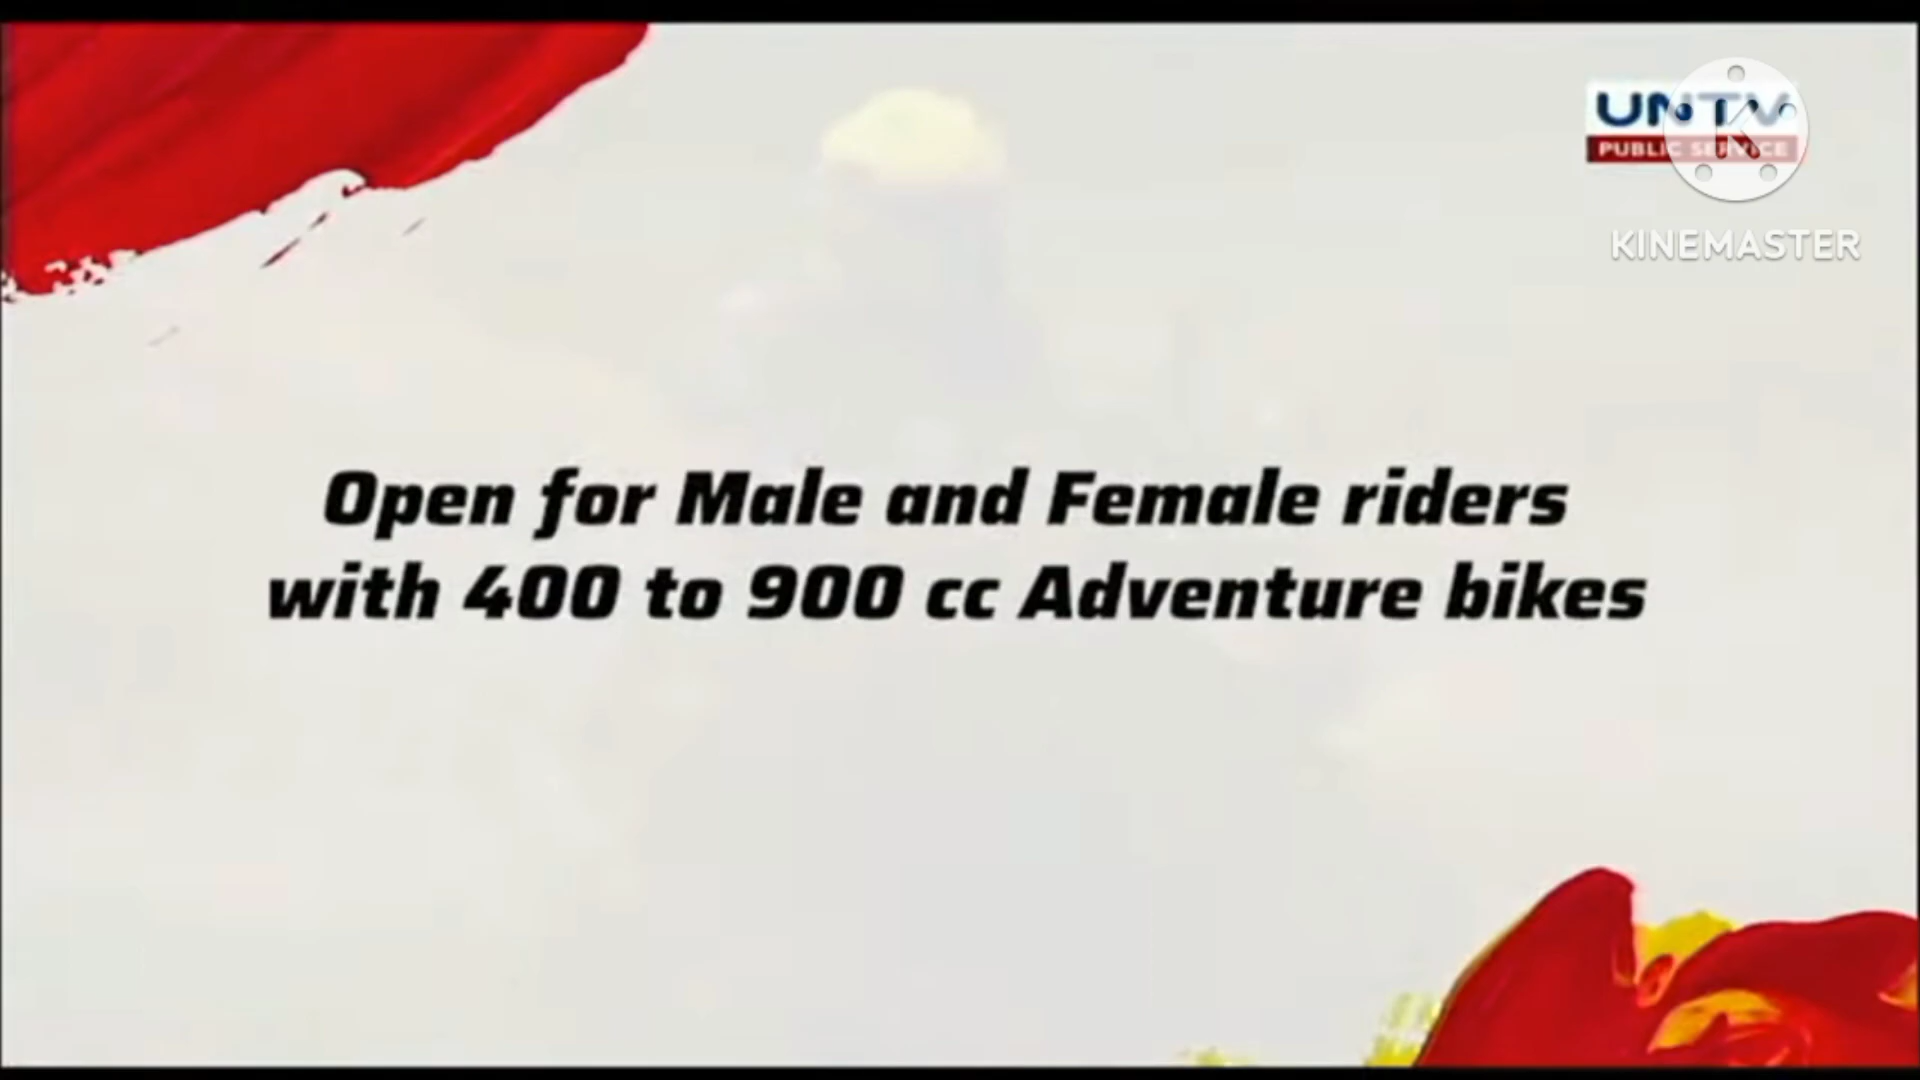 UNTV
PUBLIC SERVICE
KINEMASTER
Open for Male and Female riders
with 400 to 900 cc Adventure bikes